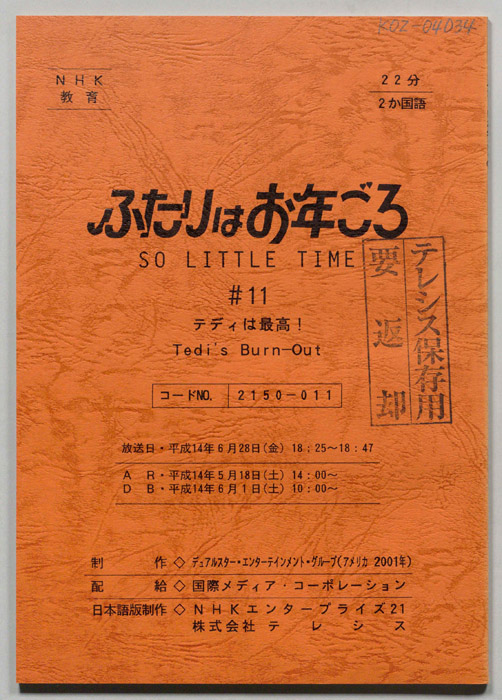 KOZ-04034
NHK
教育
22分
2か国語
ふたりはお年ごろ
SO LITTLE TIME
#11
テディは最高！
Tedi's Burn-Out
テレシス保存用
要返却
コードNO. 2150-011
放送日・平成14年6月28日(金) 18：25〜18：47
AR・平成14年5月18日(土) 14：00〜
DB・平成14年6月1日(土) 10：00〜
制作◇デュアルスター・エンターテインメント・グループ(アメリカ 2001年)
配給◇国際メディア・コーポレーション
日本語版制作◇NHKエンタープライズ21
株式会社テレシス